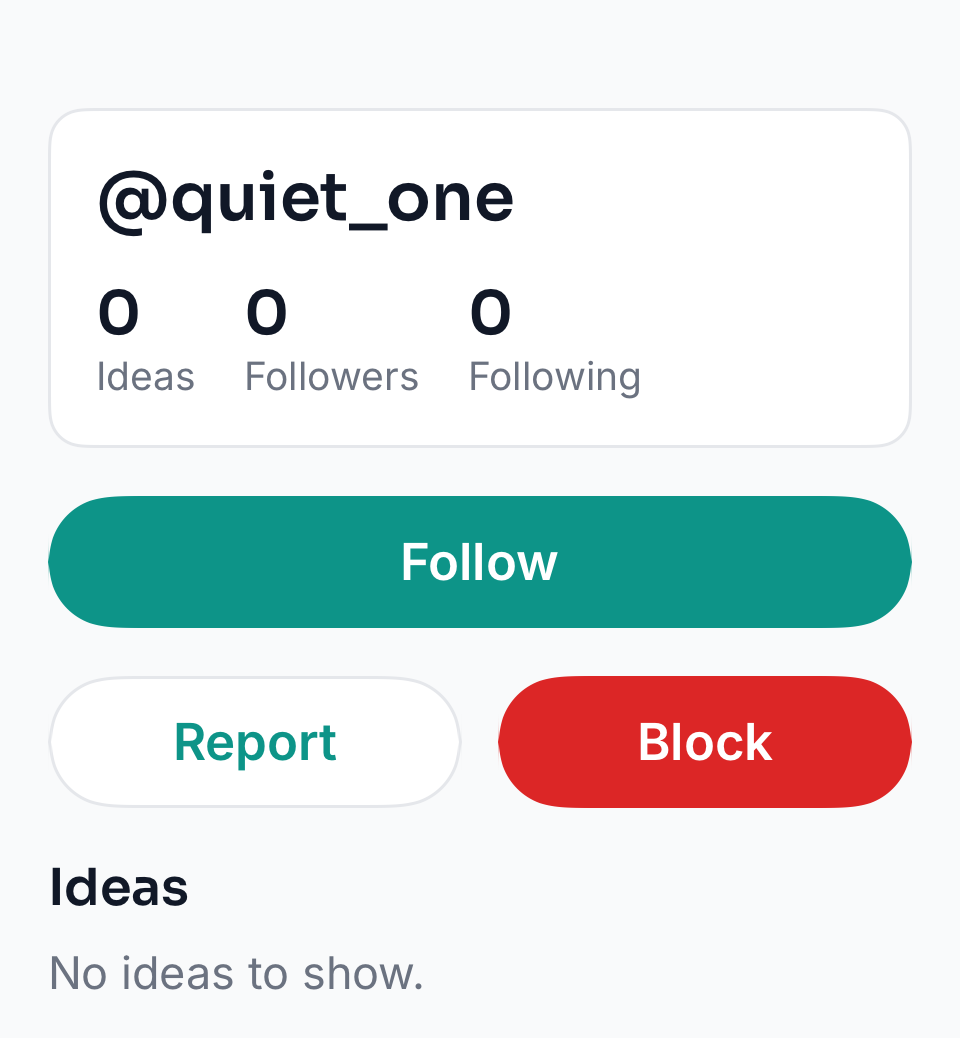 @quiet_one
0 0 0
Ideas Followers Following
Follow
Report Block
Ideas
No ideas to show.